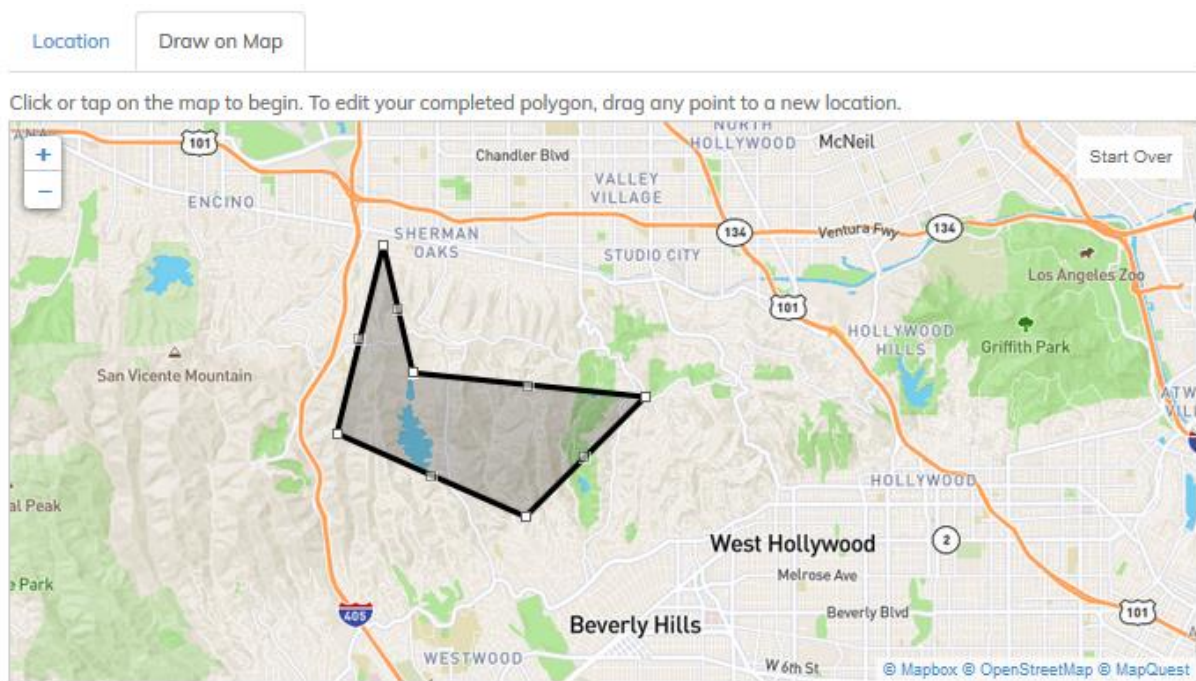 Location
Draw on Map
Click or tap on the map to begin. To edit your completed polygon, drag any point to a new location.
ANA
101
NORTH
HOLLYWOOD
McNeil
+
Start Over
Chandler Blvd
−
VALLEY
VILLAGE
ENCINO
SHERMAN
OAKS
134
Ventura Fwy
134
STUDIO CITY
Los Angeles Zoo
101
HOLLYWOOD
HILLS
Griffith Park
San Vicente Mountain
ATW
VIL
HOLLYWOOD
al Peak
West Hollywood
2
Melrose Ave
e Park
405
Beverly Blvd
101
Beverly Hills
WESTWOOD
W 6th St
© Mapbox © OpenStreetMap © MapQuest